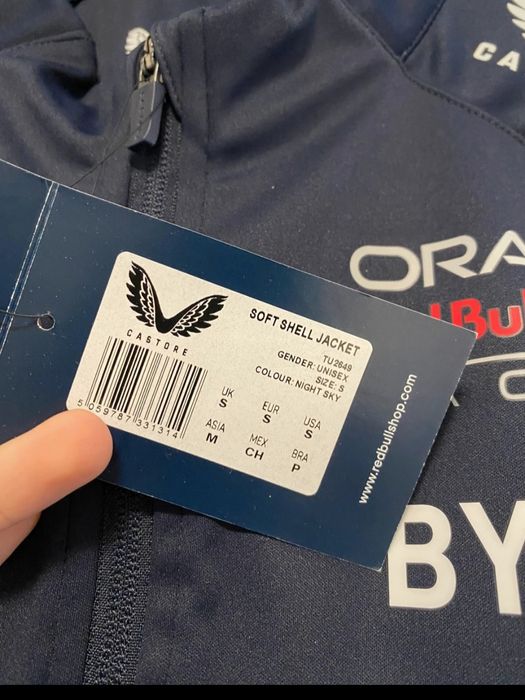 CA
ORA
dBu
BY
CASTORE
SOFT SHELL JACKET
TU2649
GENDER: UNISEX
SIZE: S
COLOUR: NIGHT SKY
5 059787 331314
UK EUR USA
S S S
ASIA MEX BRA
M CH P
www.redbullshop.com